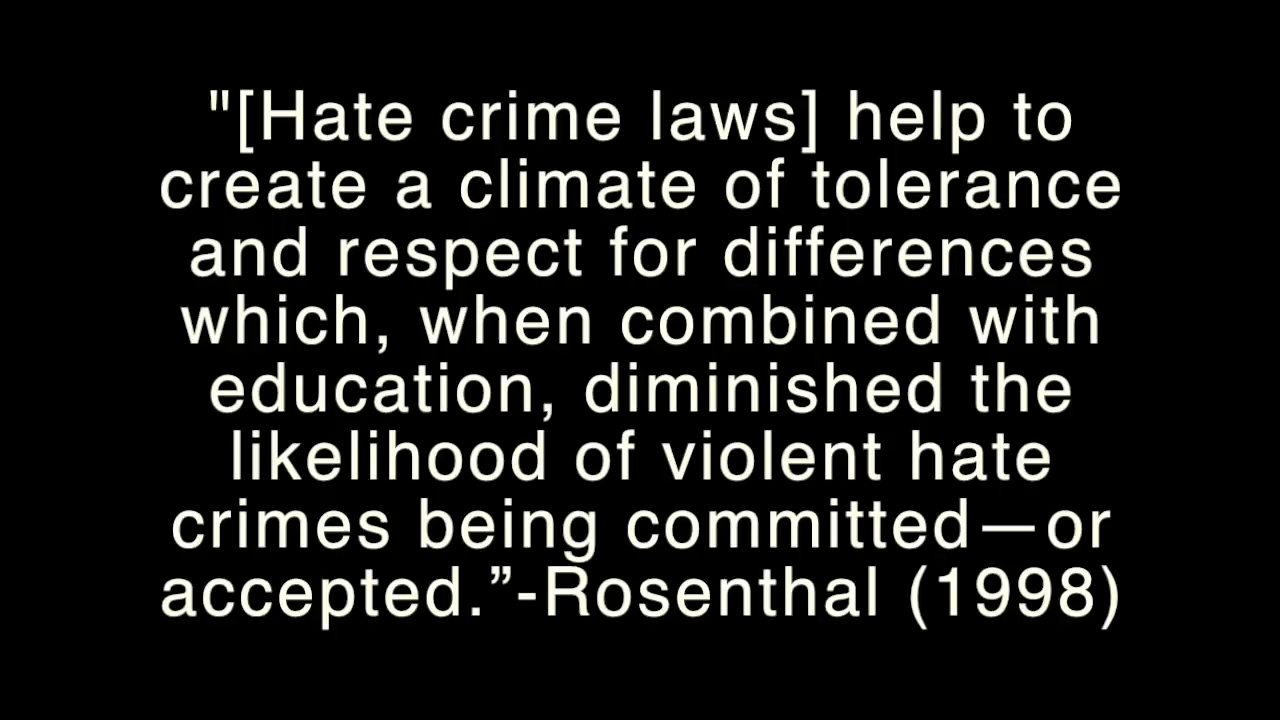 "[Hate crime laws] help to
create a climate of tolerance
and respect for differences
which, when combined with
education, diminished the
likelihood of violent hate
crimes being committed—or
accepted.”-Rosenthal (1998)